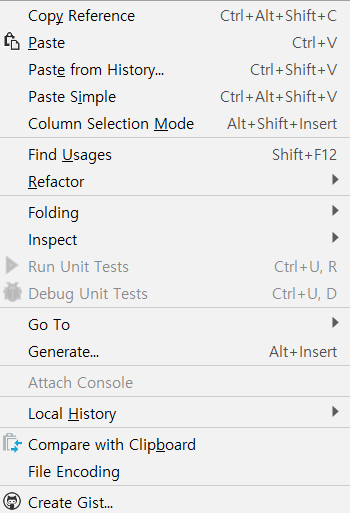 Copy Reference Ctrl+Alt+Shift+C
Paste Ctrl+V
Paste from History... Ctrl+Shift+V
Paste Simple Ctrl+Alt+Shift+V
Column Selection Mode Alt+Shift+Insert
Find Usages Shift+F12
Refactor
Folding
Inspect
Run Unit Tests Ctrl+U, R
Debug Unit Tests Ctrl+U, D
Go To
Generate... Alt+Insert
Attach Console
Local History
Compare with Clipboard
File Encoding
Create Gist...